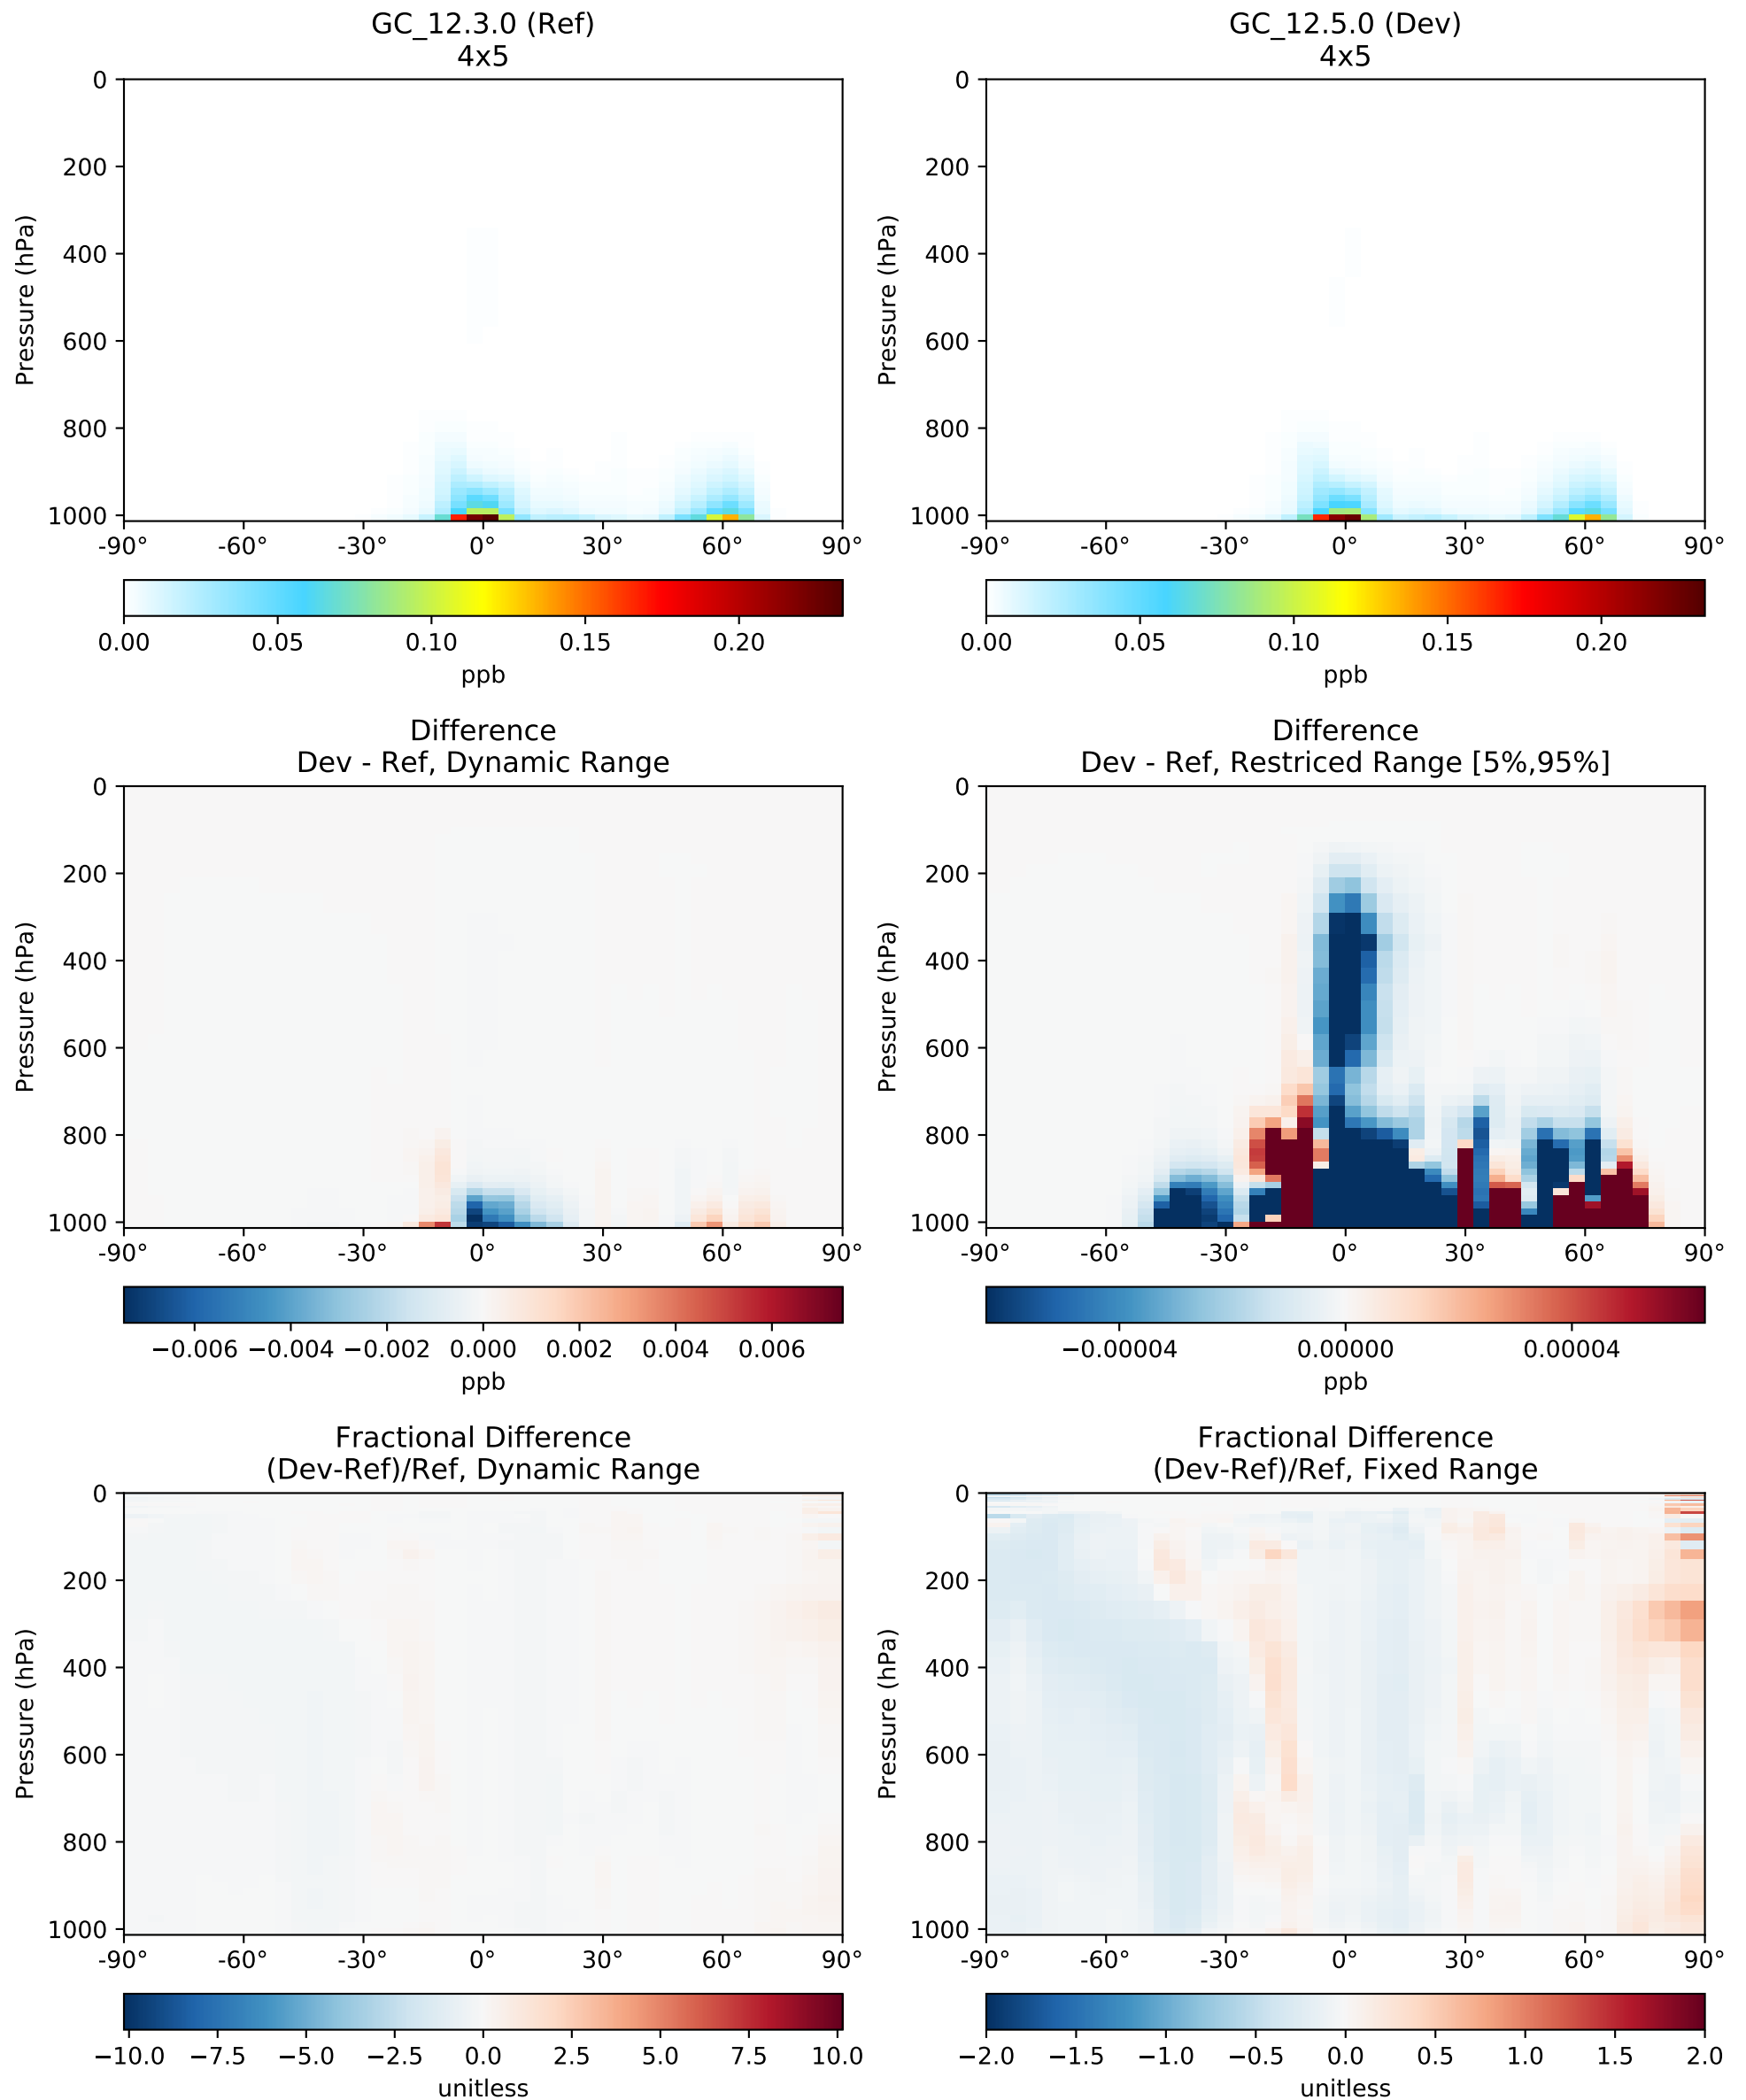 GC_12.3.0 (Ref)
4x5
0
200
400
600
800
1000
Pressure (hPa)
-90° -60° -30° 0° 30° 60° 90°
0.00 0.05 0.10 0.15 0.20
ppb
GC_12.5.0 (Dev)
4x5
0
200
400
600
800
1000
Pressure (hPa)
-90° -60° -30° 0° 30° 60° 90°
0.00 0.05 0.10 0.15 0.20
ppb
Difference
Dev - Ref, Dynamic Range
0
200
400
600
800
1000
Pressure (hPa)
-90° -60° -30° 0° 30° 60° 90°
−0.006 −0.004 −0.002 0.000 0.002 0.004 0.006
ppb
Difference
Dev - Ref, Restriced Range [5%,95%]
0
200
400
600
800
1000
Pressure (hPa)
-90° -60° -30° 0° 30° 60° 90°
−0.00004 0.00000 0.00004
ppb
Fractional Difference
(Dev-Ref)/Ref, Dynamic Range
0
200
400
600
800
1000
Pressure (hPa)
-90° -60° -30° 0° 30° 60° 90°
−10.0 −7.5 −5.0 −2.5 0.0 2.5 5.0 7.5 10.0
unitless
Fractional Difference
(Dev-Ref)/Ref, Fixed Range
0
200
400
600
800
1000
Pressure (hPa)
-90° -60° -30° 0° 30° 60° 90°
−2.0 −1.5 −1.0 −0.5 0.0 0.5 1.0 1.5 2.0
unitless